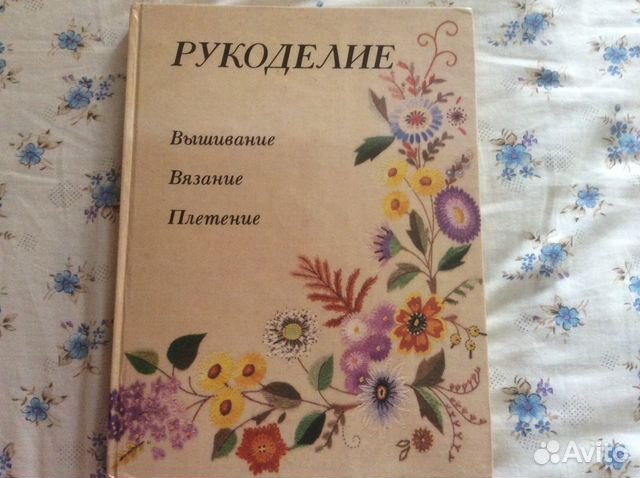 РУКОДЕЛИЕ
Вышивание
Вязание
Плетение
Avito